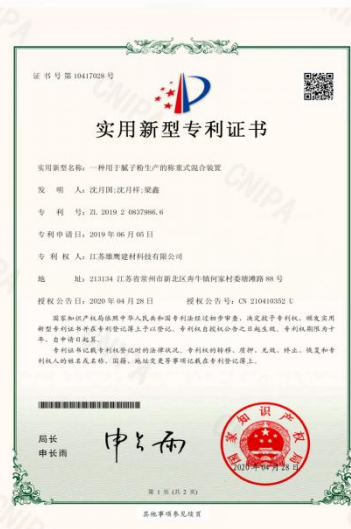 证书号第10417028号
实用新型专利证书
实用新型名称：一种用于腻子粉生产的称重式混合装置
发 明 人：沈月国;沈月祥;梁鑫
专 利 号：ZL 2019 2 0837986.6
专利申请日：2019年06月05日
专 利 权 人：江苏雄鹰建材科技有限公司
地 址：213134 江苏省常州市新北区奔牛镇何家村委塘滩路88号
授权公告日：2020年04月28日 授权公告号：CN 210410352 U
国家知识产权局依照中华人民共和国专利法经过初步审查，决定授予专利权，颁发实用
新型专利证书并在专利登记簿上予以登记。专利权自授权公告之日起生效。专利权期限为十
年，自申请日起算。
专利证书记载专利权登记时的法律状况。专利权的转移、质押、无效、终止、恢复和专
利权人的姓名或名称、国籍、地址变更等事项记载在专利登记簿上。
局长
申长雨
申长雨
国家知识产权局
2020年04月28日
第 1 页 (共 2 页)
其他事项参见续页
CNIPA
CNIPA